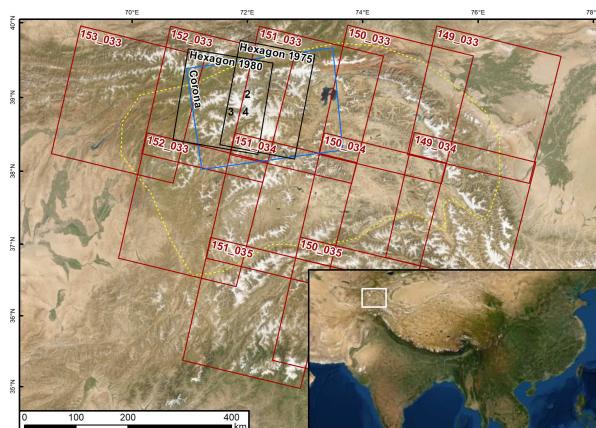 70°E 72°E 74°E 76°E 78°
40°N
39°N
38°N
37°N
36°N
35°N
153_033
152_033
151_033
150_033
149_033
Hexagon 1975
Hexagon 1980
Corona
2
3 4
152_033
151_034
150_034
149_034
151_035
150_035
0 100 200 400
km